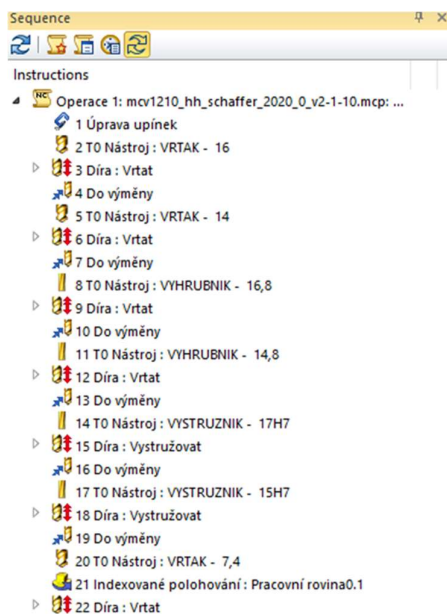 Sequence
Instructions
Operace 1: mcv1210_hh_schaffer_2020_0_v2-1-10.mcp: ...
1 Úprava upínek
2 T0 Nástroj : VRTAK - 16
3 Díra : Vrtat
4 Do výměny
5 T0 Nástroj : VRTAK - 14
6 Díra : Vrtat
7 Do výměny
8 T0 Nástroj : VYHRUBNIK - 16,8
9 Díra : Vrtat
10 Do výměny
11 T0 Nástroj : VYHRUBNIK - 14,8
12 Díra : Vrtat
13 Do výměny
14 T0 Nástroj : VYSTRUZNIK - 17H7
15 Díra : Vystružovat
16 Do výměny
17 T0 Nástroj : VYSTRUZNIK - 15H7
18 Díra : Vystružovat
19 Do výměny
20 T0 Nástroj : VRTAK - 7,4
21 Indexované polohování : Pracovní rovina0.1
22 Díra : Vrtat